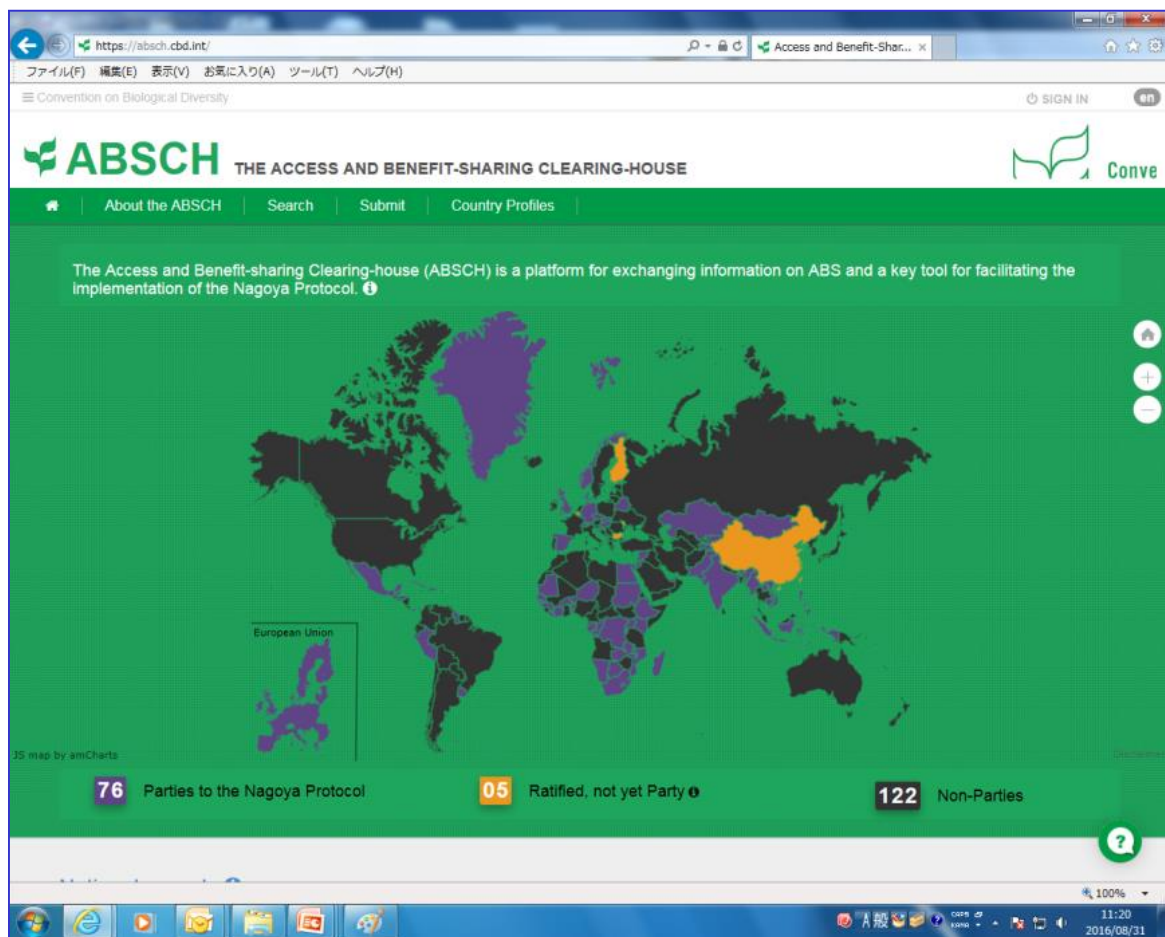 https://absch.cbd.int/
Access and Benefit-Shar...
ファイル(F) 編集(E) 表示(V) お気に入り(A) ツール(T) ヘルプ(H)
Convention on Biological Diversity
SIGN IN
en
ABSCH THE ACCESS AND BENEFIT-SHARING CLEARING-HOUSE
Conve
About the ABSCH
Search
Submit
Country Profiles
The Access and Benefit-sharing Clearing-house (ABSCH) is a platform for exchanging information on ABS and a key tool for facilitating the
implementation of the Nagoya Protocol.
European Union
JS map by amCharts
76 Parties to the Nagoya Protocol
05 Ratified, not yet Party
122 Non-Parties
100%
A 般
CAPS
KANA
11:20
2016/08/31